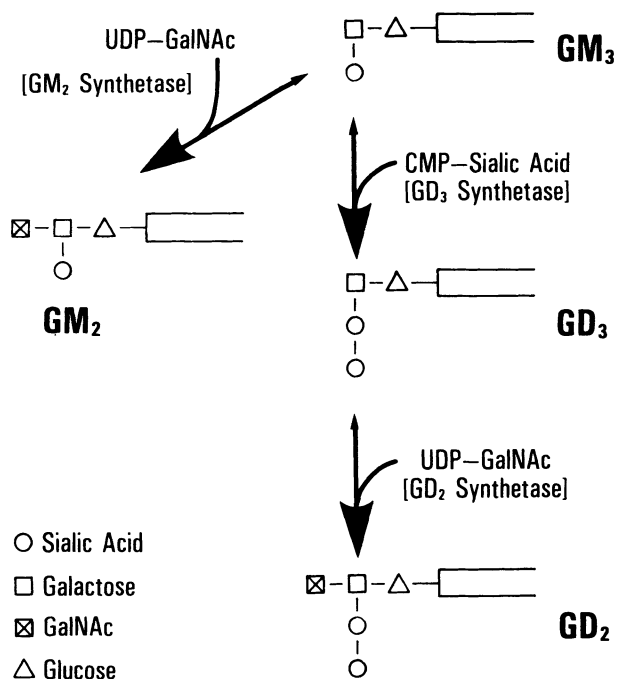 UDP–GalNAc
[GM₂ Synthetase]
GM₃
CMP–Sialic Acid
[GD₃ Synthetase]
GM₂
GD₃
UDP–GalNAc
[GD₂ Synthetase]
Sialic Acid
Galactose
GalNAc
Glucose
GD₂